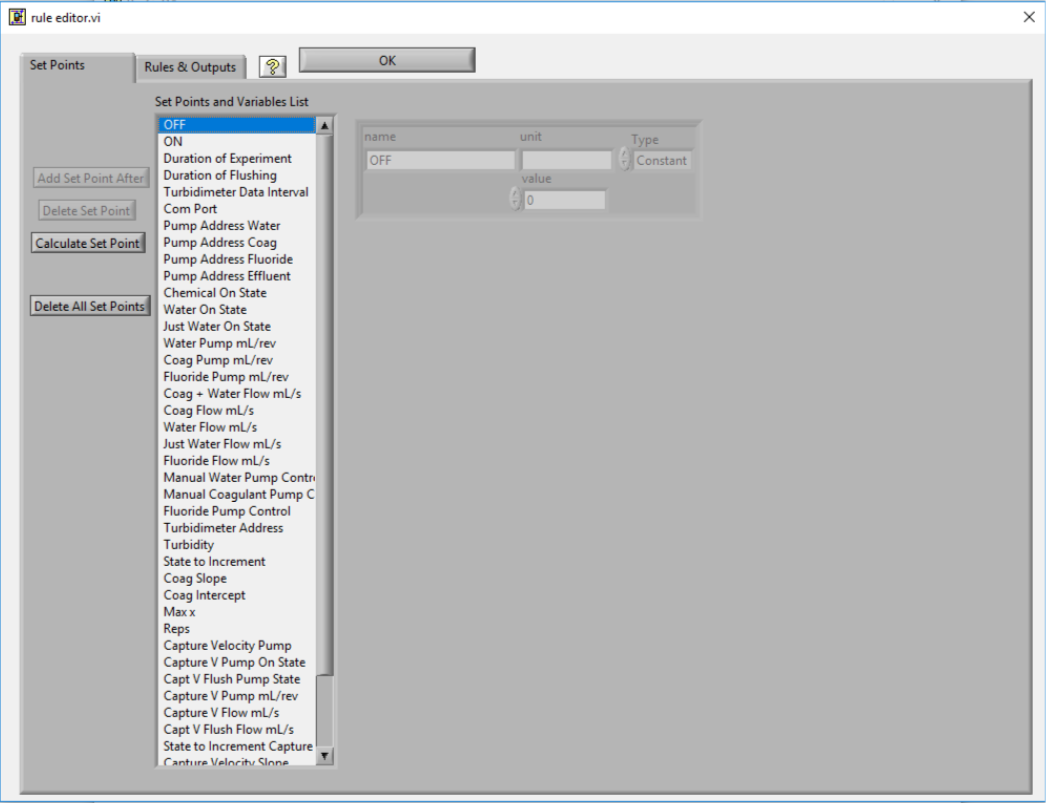 rule editor.vi
Set Points
Rules & Outputs
?
OK
Set Points and Variables List
OFF
ON
Duration of Experiment
Duration of Flushing
Turbidimeter Data Interval
Com Port
Pump Address Water
Pump Address Coag
Pump Address Fluoride
Pump Address Effluent
Chemical On State
Water On State
Just Water On State
Water Pump mL/rev
Coag Pump mL/rev
Fluoride Pump mL/rev
Coag + Water Flow mL/s
Coag Flow mL/s
Water Flow mL/s
Just Water Flow mL/s
Fluoride Flow mL/s
Manual Water Pump Contr
Manual Coagulant Pump C
Fluoride Pump Control
Turbidimeter Address
Turbidity
State to Increment
Coag Slope
Coag Intercept
Max x
Reps
Capture Velocity Pump
Capture V Pump On State
Capt V Flush Pump State
Capture V Pump mL/rev
Capture V Flow mL/s
Capt V Flush Flow mL/s
State to Increment Capture
Capture Velocity Slope
Add Set Point After
Delete Set Point
Calculate Set Point
Delete All Set Points
name
unit
Type
OFF
Constant
value
0